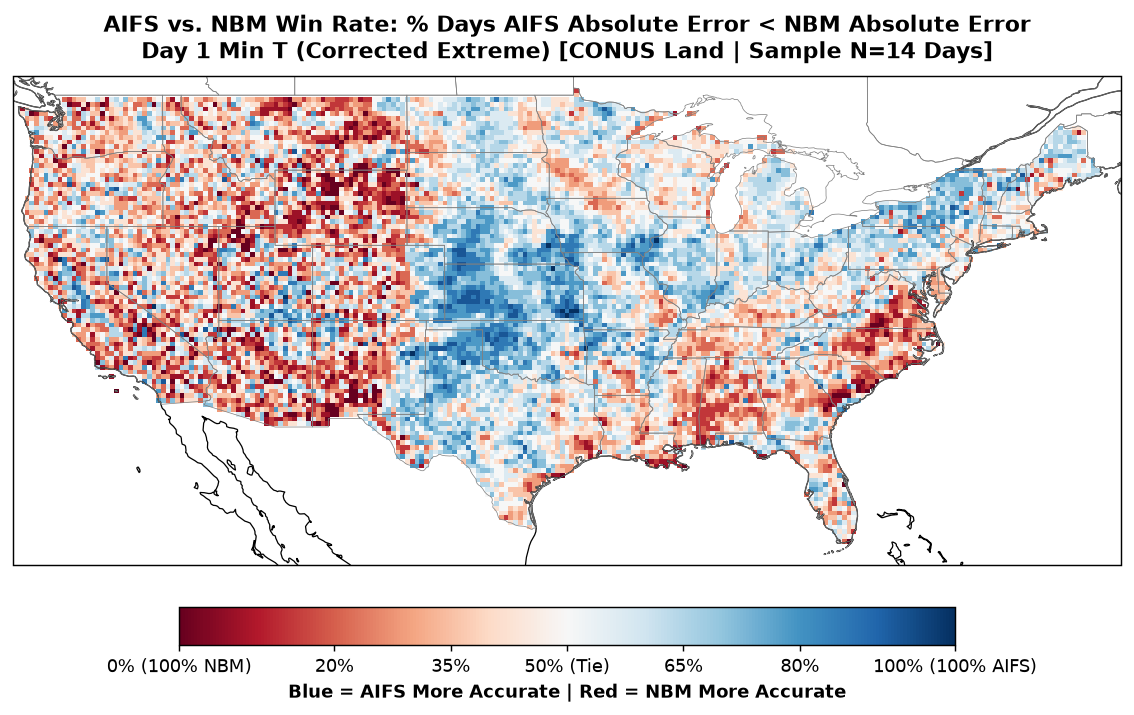 AIFS vs. NBM Win Rate: % Days AIFS Absolute Error < NBM Absolute Error
Day 1 Min T (Corrected Extreme) [CONUS Land | Sample N=14 Days]
0% (100% NBM) 20% 35% 50% (Tie) 65% 80% 100% (100% AIFS)
Blue = AIFS More Accurate | Red = NBM More Accurate